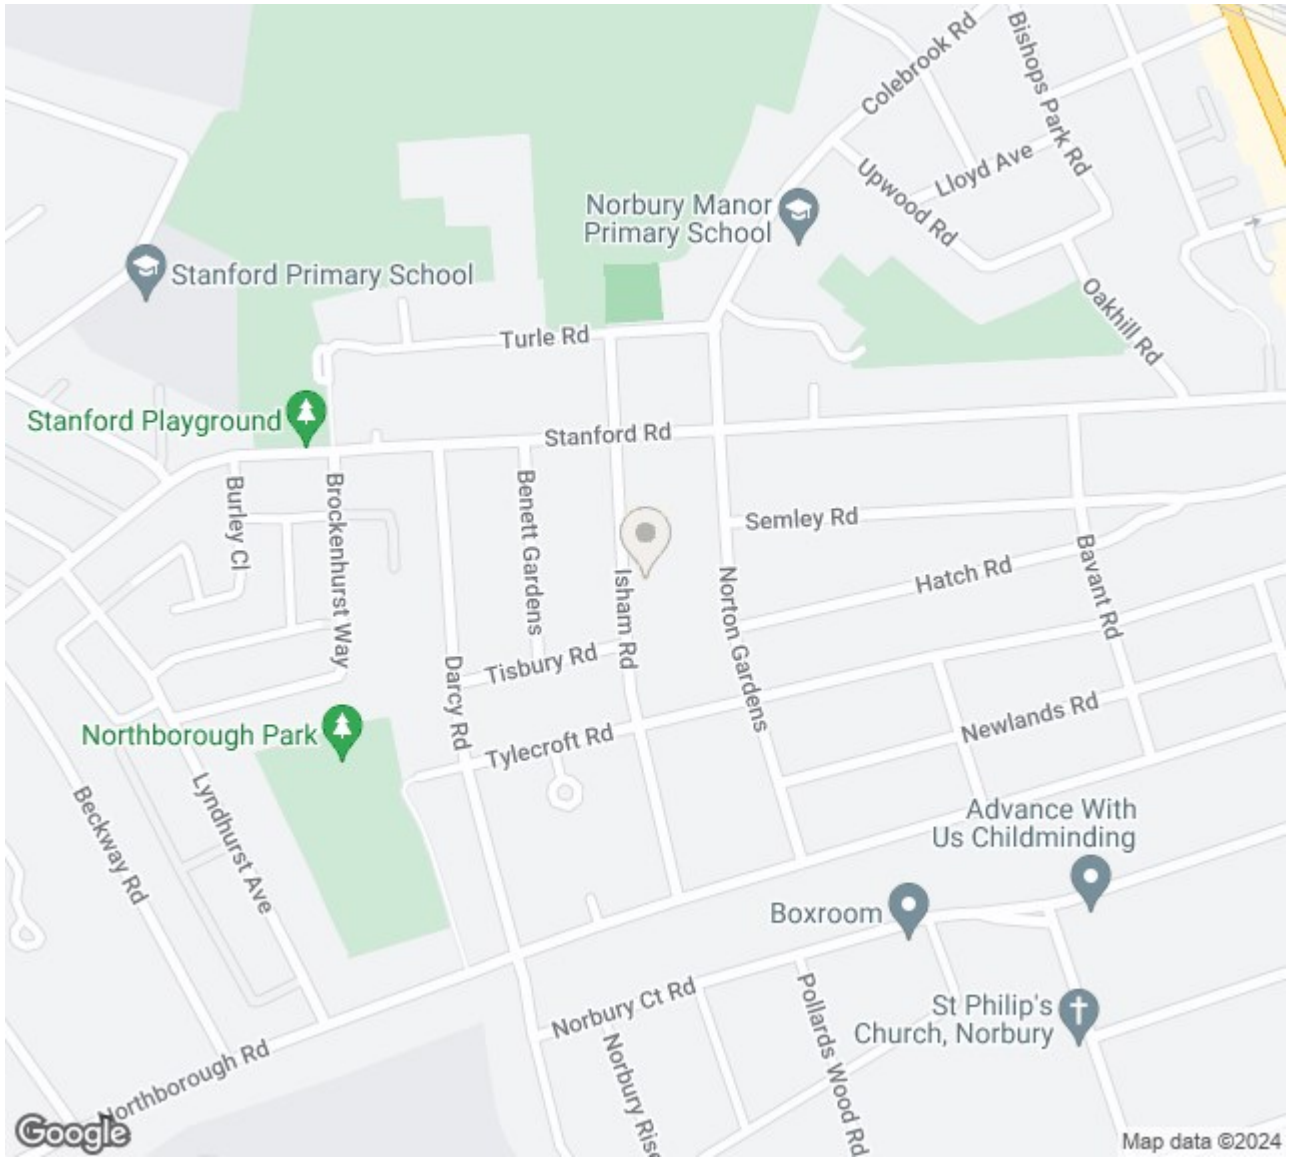 Colebrook Rd
Bishops Park Rd
Lloyd Ave
Upwood Rd
Norbury Manor
Primary School
Stanford Primary School
Oakhill Rd
Turle Rd
Stanford Playground
Stanford Rd
Burley Cl
Brockenhurst Way
Benett Gardens
Semley Rd
Isham Rd
Norton Gardens
Hatch Rd
Bavant Rd
Tisbury Rd
Darcy Rd
Northborough Park
Tylecroft Rd
Newlands Rd
Beckway Rd
Lyndhurst Ave
Advance With
Us Childminding
Boxroom
Norbury Ct Rd
Pollards Wood Rd
St Philip's
Church, Norbury
Norbury Rise
Northborough Rd
Google
Map data ©2024